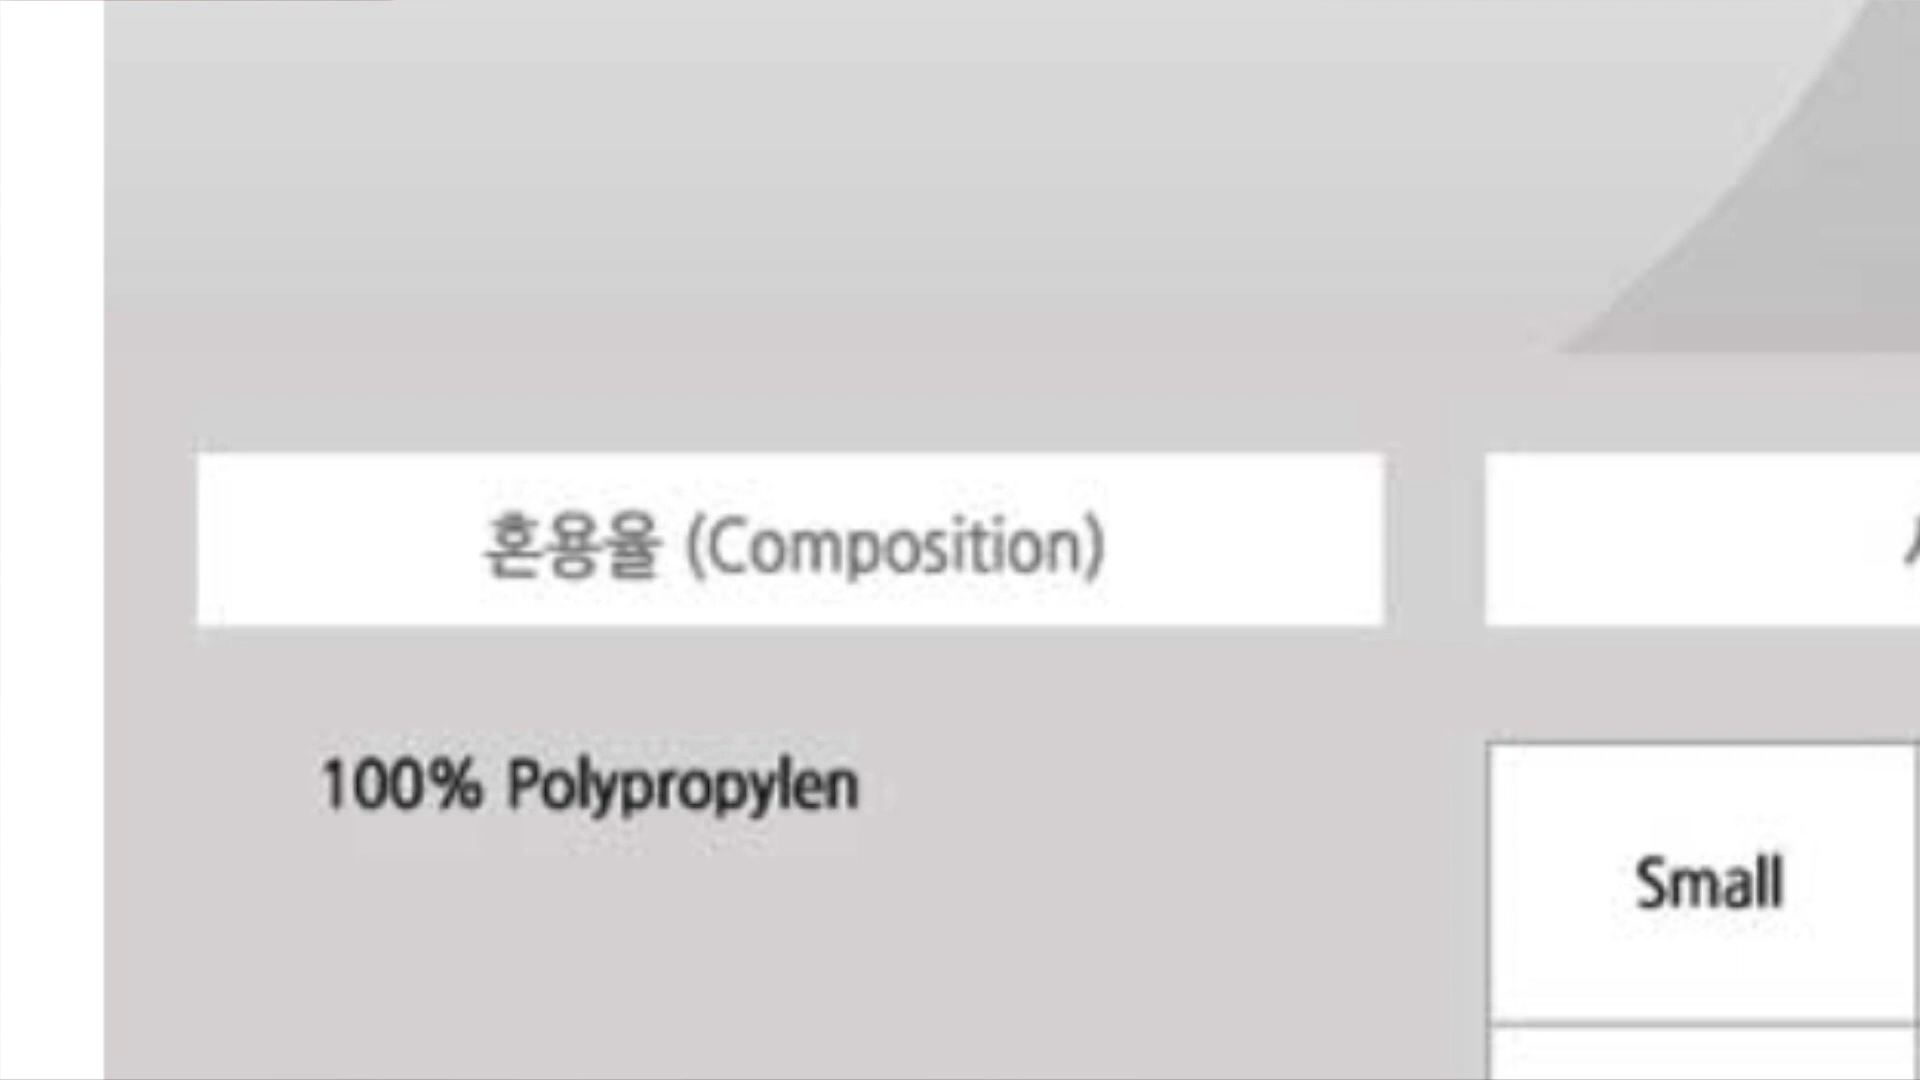 혼용율 (Composition)
100% Polypropylen
Small